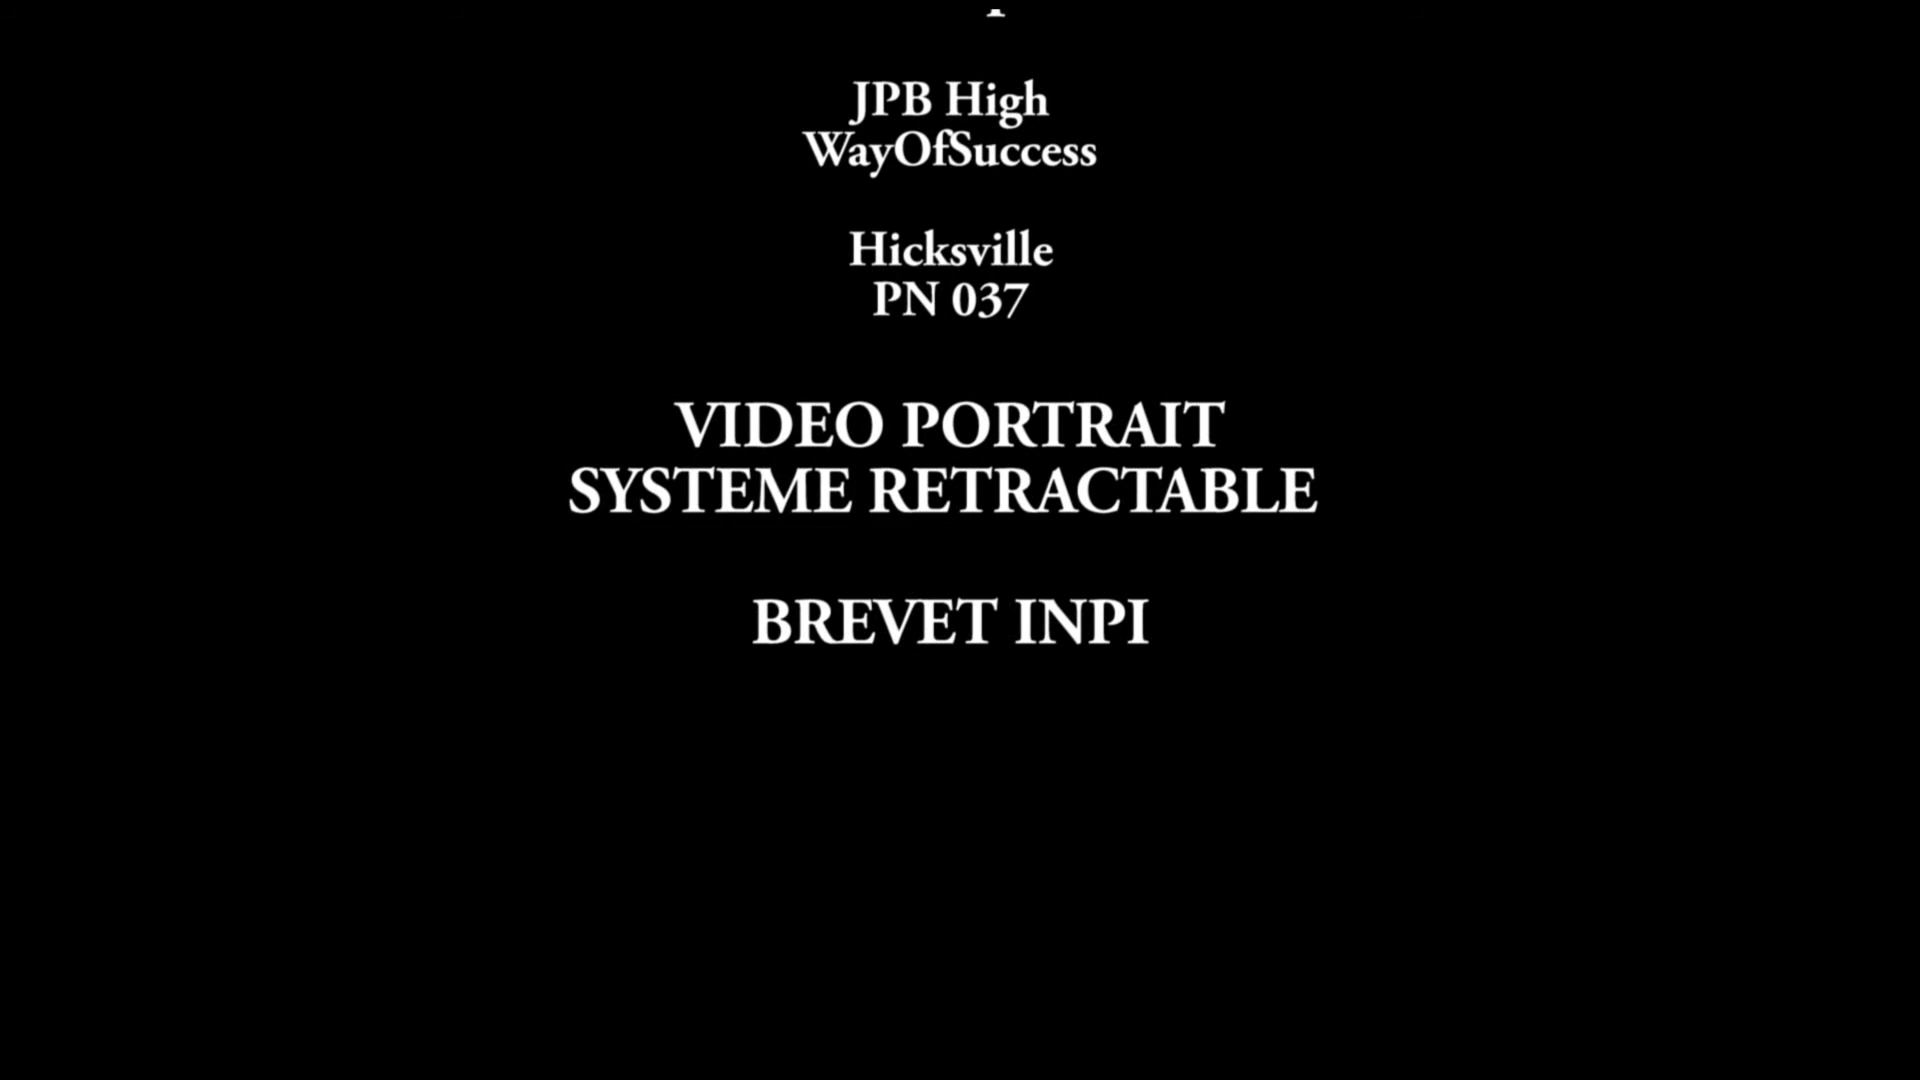 JPB High
WayOfSuccess
Hicksville
PN 037
VIDEO PORTRAIT
SYSTEME RETRACTABLE
BREVET INPI